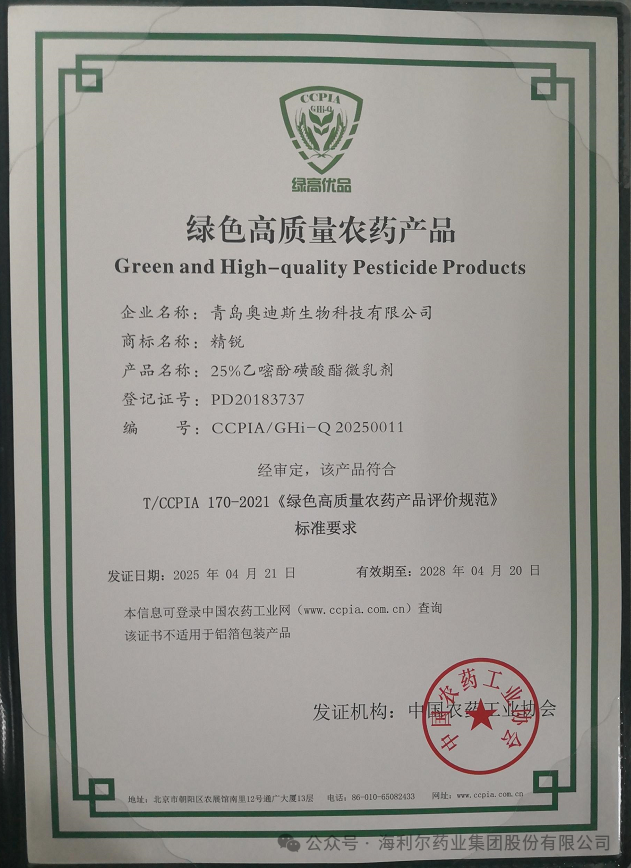 CCPIA
GHi-Q
绿高优品
绿色高质量农药产品
Green and High-quality Pesticide Products
企业名称：青岛奥迪斯生物科技有限公司
商标名称：精锐
产品名称：25%乙嘧酚磺酸酯微乳剂
登记证号：PD20183737
编 号：CCPIA/GHi-Q 20250011
经审定，该产品符合
T/CCPIA 170-2021《绿色高质量农药产品评价规范》
标准要求
发证日期：2025 年 04 月 21 日 有效期至：2028 年 04 月 20 日
本信息可登录中国农药工业网（www.ccpia.com.cn）查询
该证书不适用于铝箔包装产品
发证机构：中国农药工业协会
中国农药工业协会
地址：北京市朝阳区农展馆南里12号通广大厦13层 电话：86-010-65082433 网址：www.ccpia.com.cn
公众号·海利尔药业集团股份有限公司